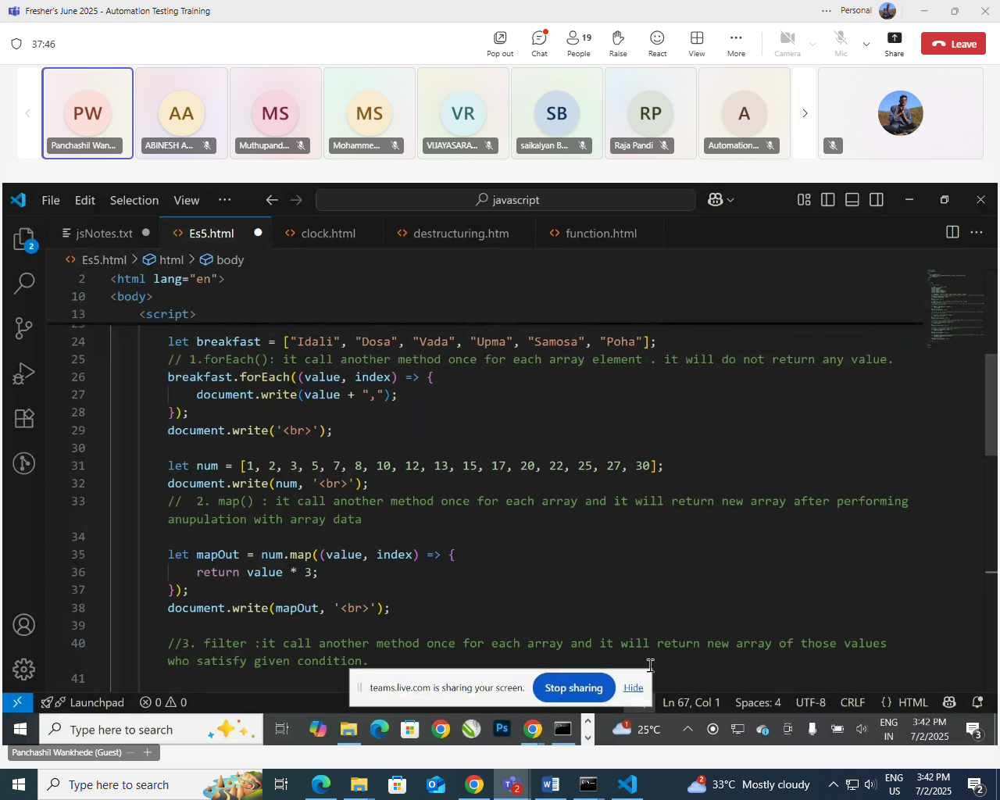 Fresher's June 2025 - Automation Testing Training
Personal
37:46
Pop out
Chat
19
People
Raise
React
View
More
Camera
Mic
Share
Leave
PW
AA
MS
MS
VR
SB
RP
A
Panchashil Wan...
ABINESH A...
Muthupand...
Mohamme...
VIJAYASARA...
saikalyan B...
Raja Pandi
Automation...
File Edit Selection View ...
javascript
jsNotes.txt
Es5.html
clock.html
destructuring.htm
function.html
Es5.html > html > body
2 <html lang="en">
10 <body>
13 <script>
24 let breakfast = ["Idali", "Dosa", "Vada", "Upma", "Samosa", "Poha"];
25 // 1.forEach(): it call another method once for each array element . it will do not return any value.
26 breakfast.forEach((value, index) => {
27 document.write(value + ",");
28 });
29 document.write('<br>');
30
31 let num = [1, 2, 3, 5, 7, 8, 10, 12, 13, 15, 17, 20, 22, 25, 27, 30];
32 document.write(num, '<br>');
33 // 2. map() : it call another method once for each array and it will return new array after performing
anupulation with array data
34
35 let mapOut = num.map((value, index) => {
36 return value * 3;
37 });
38 document.write(mapOut, '<br>');
39
40 //3. filter :it call another method once for each array and it will return new array of those values
who satisfy given condition.
41
2
teams.live.com is sharing your screen.
Stop sharing
Hide
Launchpad
0 0
Ln 67, Col 1
Spaces: 4
UTF-8
CRLF
{ } HTML
Type here to search
Ps
1
25°C
ENG
IN
3:42 PM
7/2/2025
3
Panchashil Wankhede (Guest)
Type here to search
2
2
33°C Mostly cloudy
ENG
US
3:42 PM
7/2/2025
2